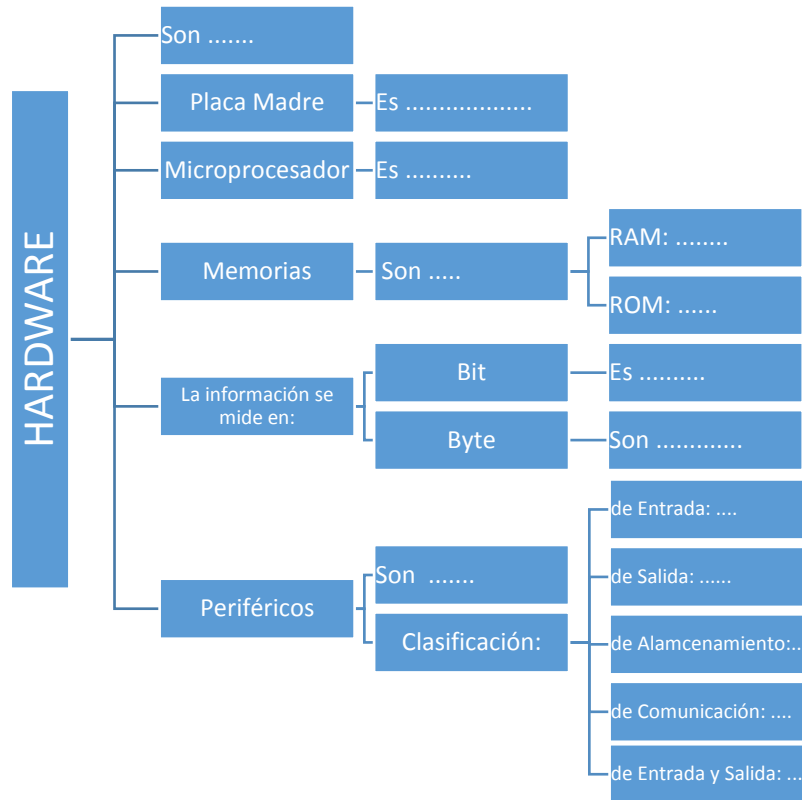 HARDWARE
Son .......
Placa Madre
Es ...................
Microprocesador
Es ..........
Memorias
Son .....
RAM: ........
ROM: ......
La información se
mide en:
Bit
Es ..........
Byte
Son .............
Periféricos
Son .......
Clasificación:
de Entrada: ....
de Salida: ......
de Alamcenamiento:..
de Comunicación: ....
de Entrada y Salida: ...